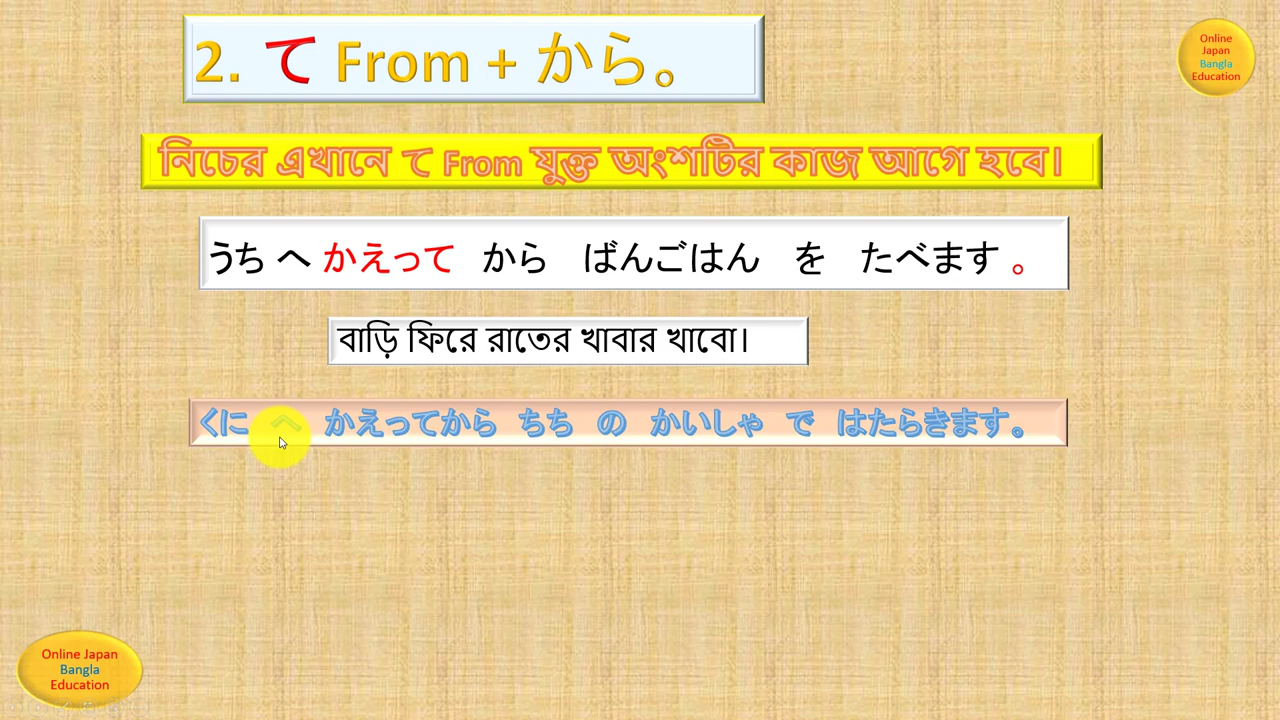 2. て From + から。
Online
Japan
Bangla
Education
নিচের এখানে て From যুক্ত অংশটির কাজ আগে হবে।
うち へ かえって から ばんごはん を たべます 。
বাড়ি ফিরে রাতের খাবার খাবো।
くに へ かえってから ちち の かいしゃ で はたらきます。
Online Japan
Bangla
Education